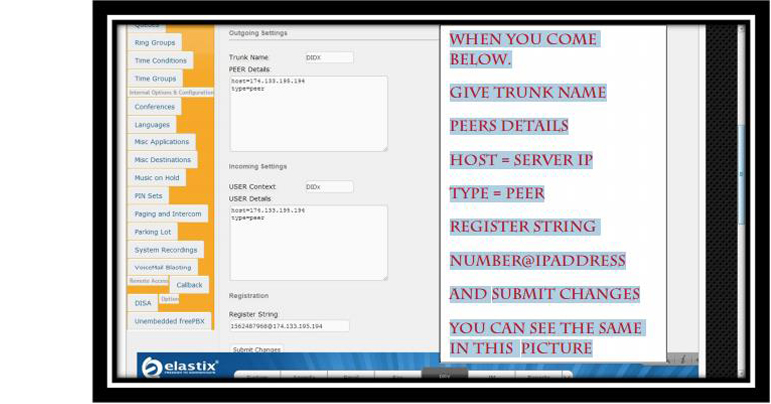 Queues
Ring Groups
Time Conditions
Time Groups
Internal Options & Configuration
Conferences
Languages
Misc Applications
Misc Destinations
Music on Hold
PIN Sets
Paging and Intercom
Parking Lot
System Recordings
VoiceMail Blasting
Remote Access
Callback
DISA
Option
Unembedded freePBX
Outgoing Settings
Trunk Name: DIDX
PEER Details:
host=174.133.195.194
type=peer
Incoming Settings
USER Context: DIDx
USER Details:
host=174.133.195.194
type=peer
Registration
Register String:
1562487968@174.133.195.194
Submit Changes
elastix
WHEN YOU COME
BELOW.
GIVE TRUNK NAME
PEERS DETAILS
HOST = SERVER IP
TYPE = PEER
REGISTER STRING
NUMBER@IPADDRESS
AND SUBMIT CHANGES
YOU CAN SEE THE SAME
IN THIS PICTURE